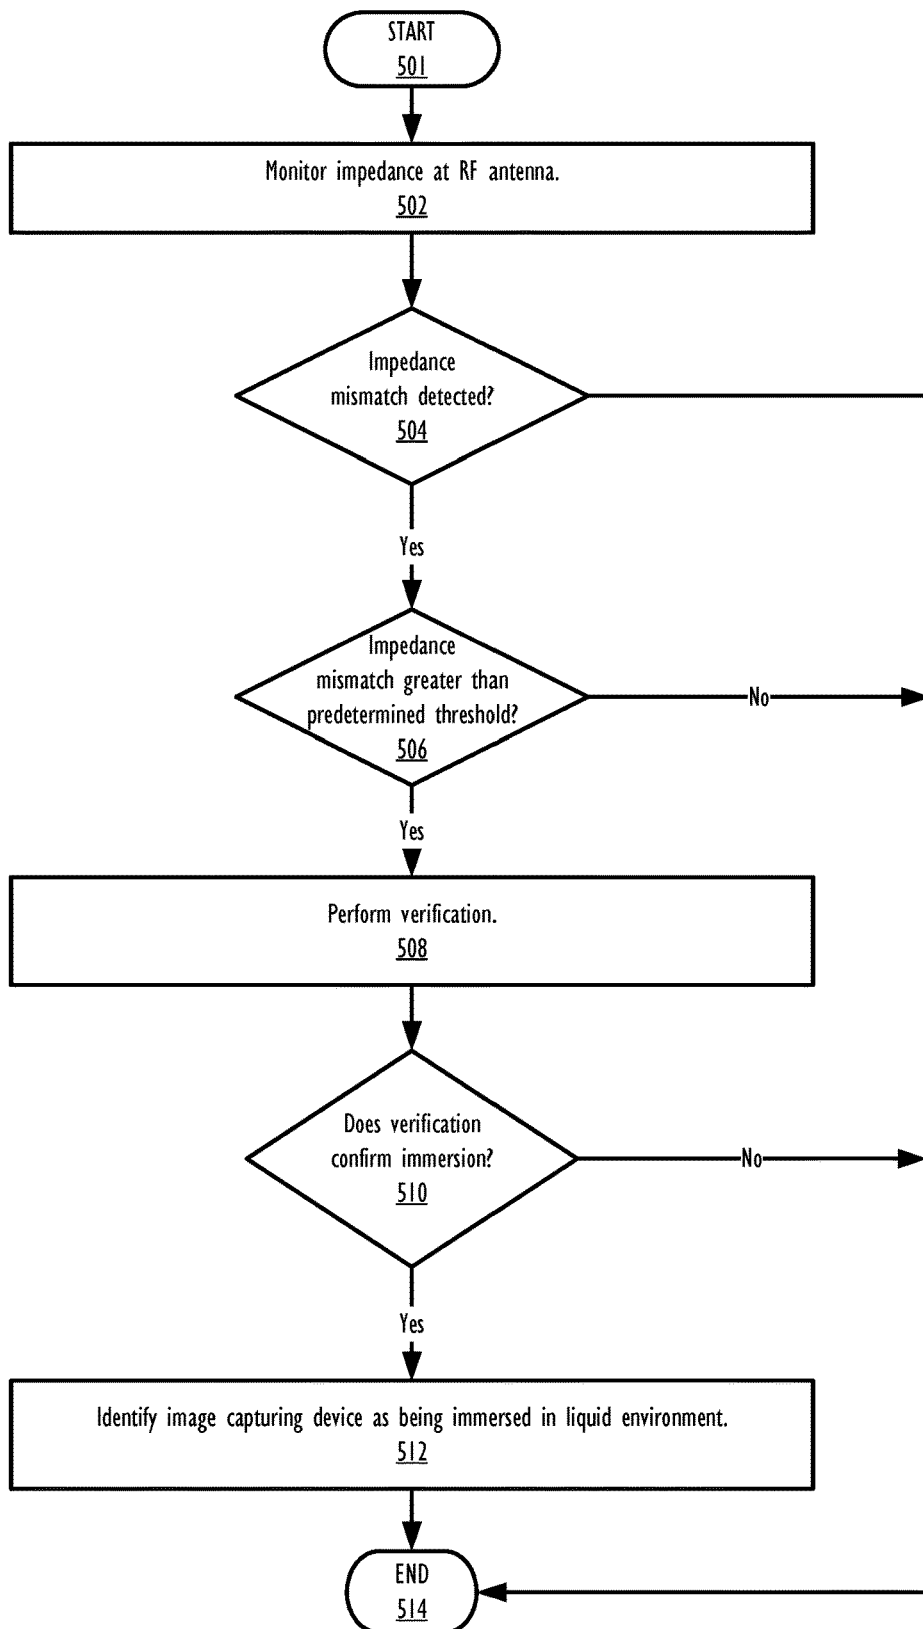 START
501
Monitor impedance at RF antenna.
502
Impedance
mismatch detected?
504
Yes
Impedance
mismatch greater than
predetermined threshold?
506
No
Yes
Perform verification.
508
Does verification
confirm immersion?
510
No
Yes
Identify image capturing device as being immersed in liquid environment.
512
END
514